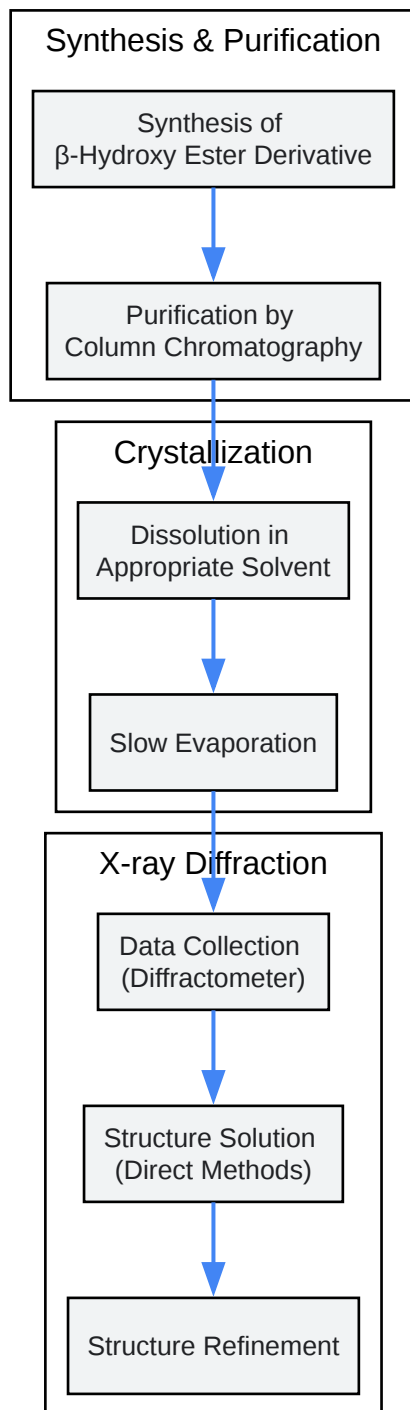 Synthesis & Purification
Synthesis of
β-Hydroxy Ester Derivative
Purification by
Column Chromatography
Crystallization
Dissolution in
Appropriate Solvent
Slow Evaporation
X-ray Diffraction
Data Collection
(Diffractometer)
Structure Solution
(Direct Methods)
Structure Refinement